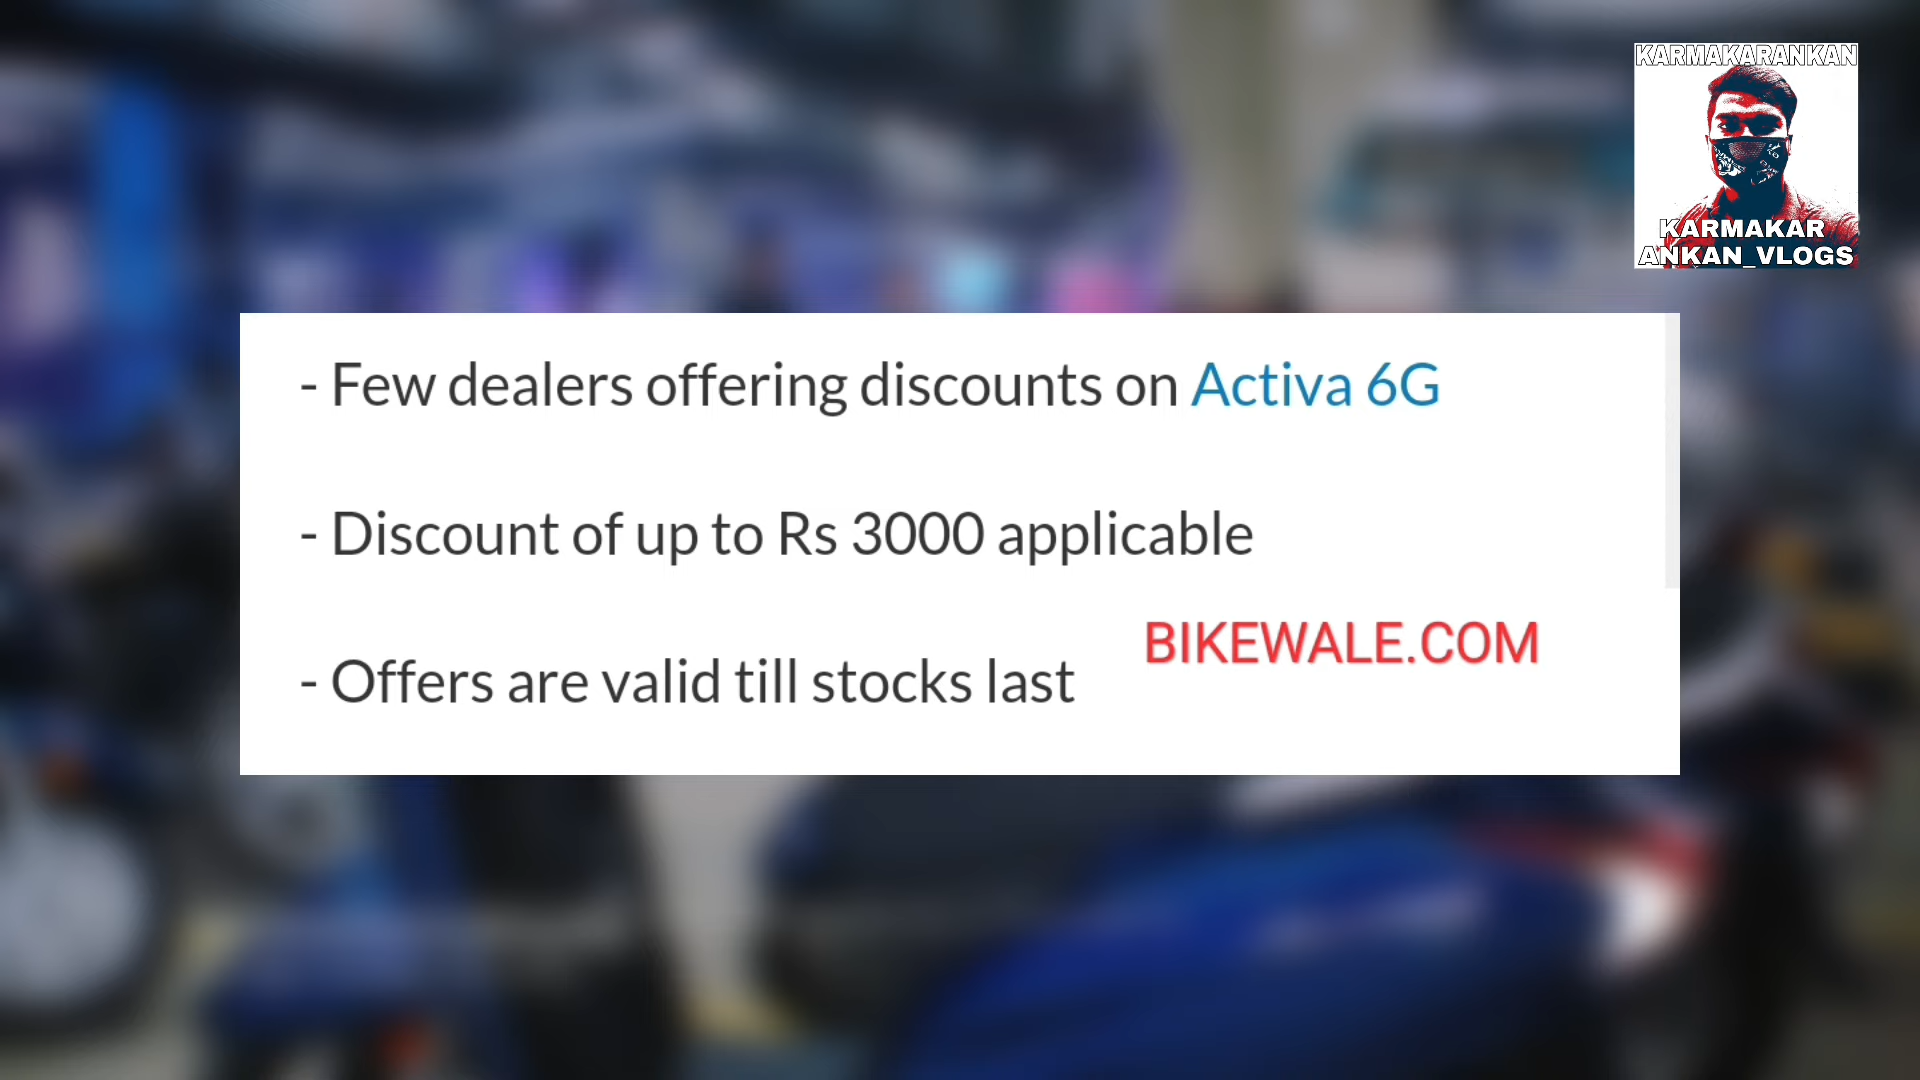 KARMAKARANKAN
KARMAKAR
ANKAN_VLOGS
- Few dealers offering discounts on Activa 6G
- Discount of up to Rs 3000 applicable
BIKEWALE.COM
- Offers are valid till stocks last